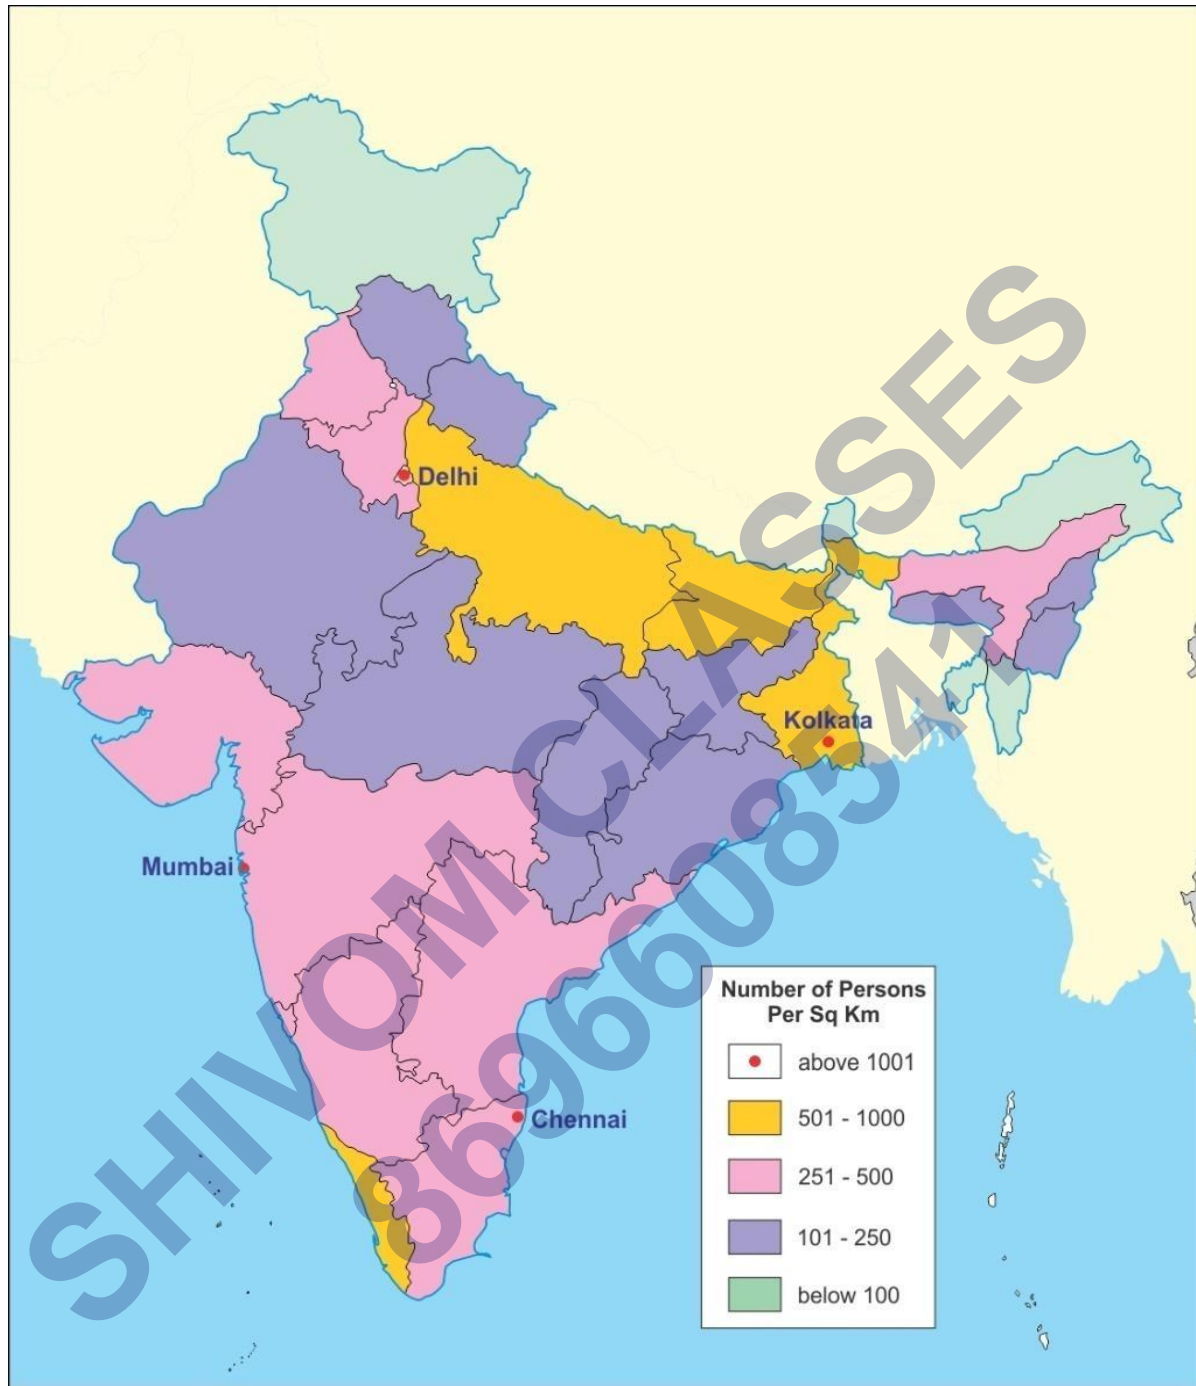 Delhi
Kolkata
Mumbai
Chennai
Number of Persons
Per Sq Km
above 1001
501 - 1000
251 - 500
101 - 250
below 100
SHIVOM CLASSES
8696608541